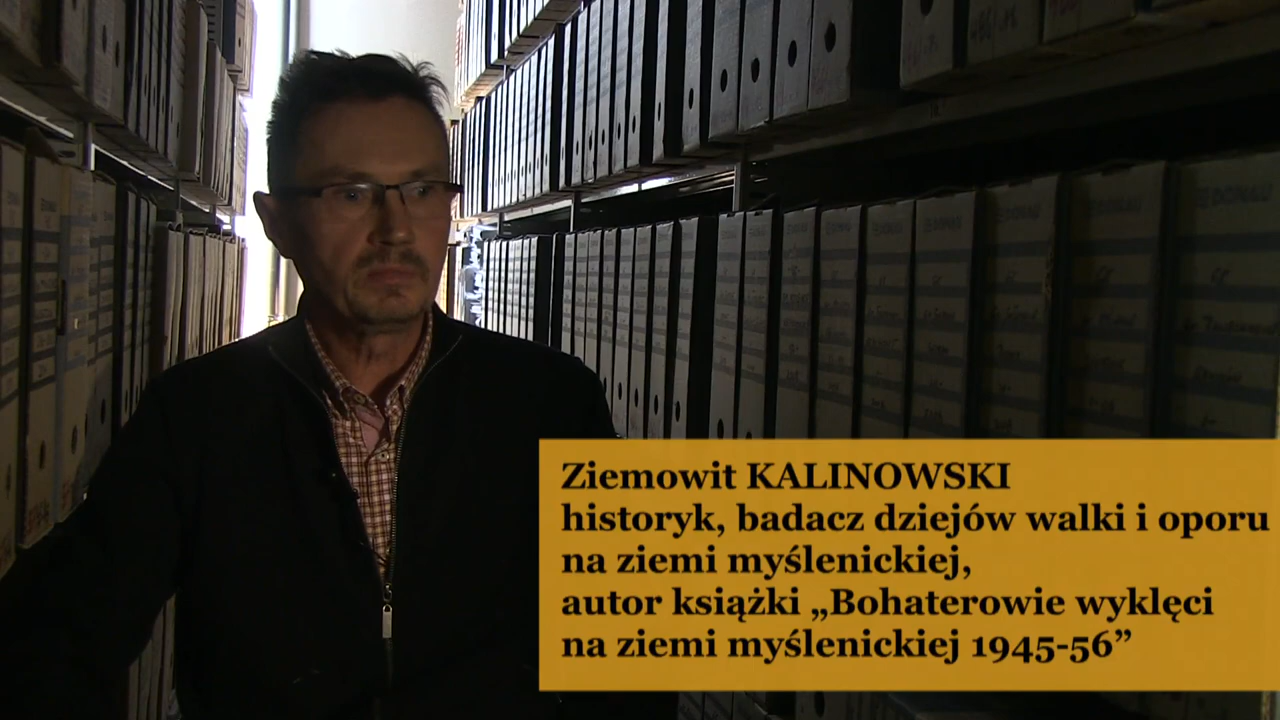 DONAU
Ziemowit KALINOWSKI
historyk, badacz dziejów walki i oporu
na ziemi myślenickiej,
autor książki „Bohaterowie wyklęci
na ziemi myślenickiej 1945-56”